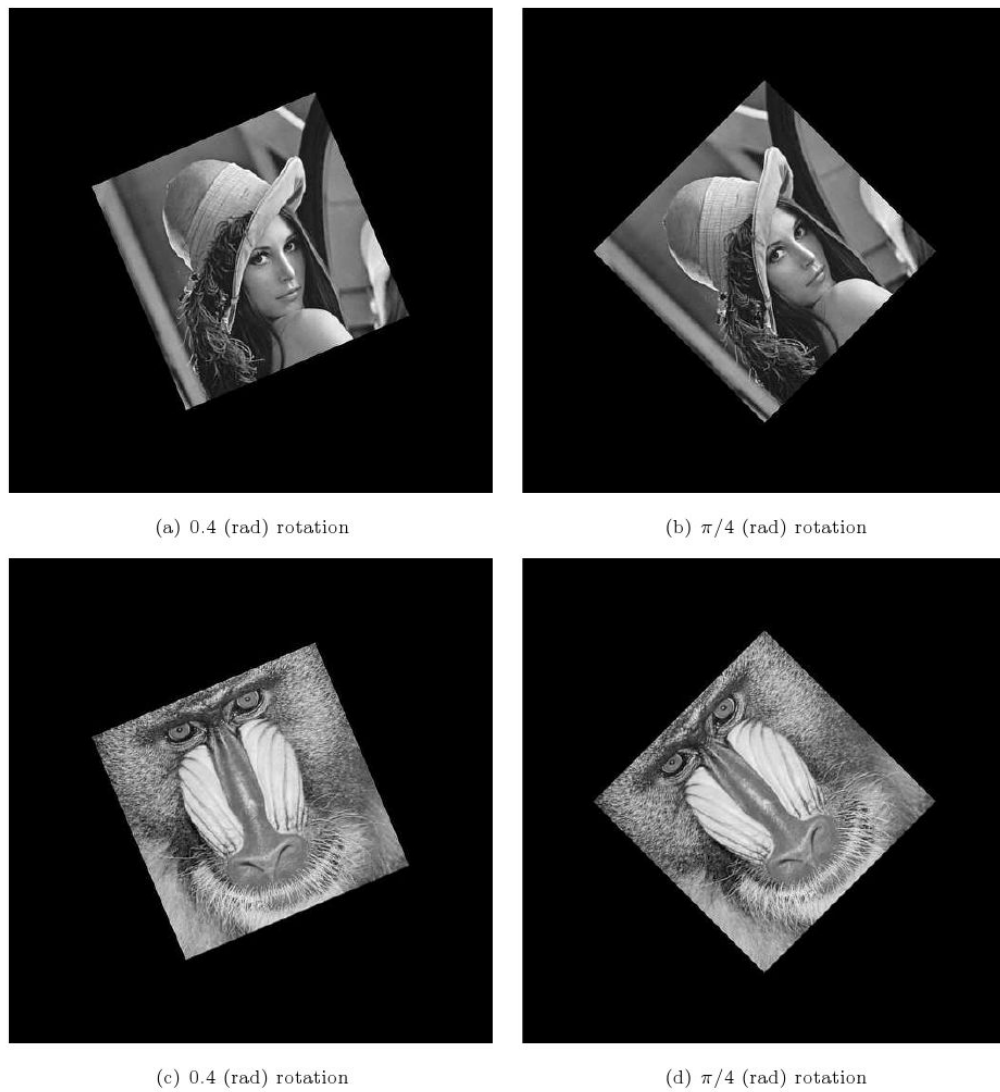 (a) 0.4 (rad) rotation
(b) π/4 (rad) rotation
(c) 0.4 (rad) rotation
(d) π/4 (rad) rotation